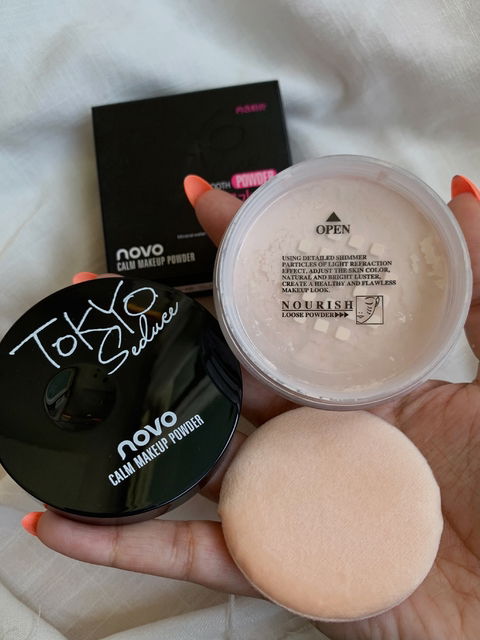 POWDER
novo
CALM MAKEUP POWDER
OPEN
USING DETAILED SHIMMER
PARTICLES OF LIGHT REFRACTION
EFFECT, ADJUST THE SKIN COLOR,
NATURAL AND BRIGHT LUSTER,
CREATE A HEALTHY AND FLAWLESS
MAKEUP LOOK.
NOURISH
LOOSE POWDER
TOKYO
Seduce
novo
CALM MAKEUP POWDER